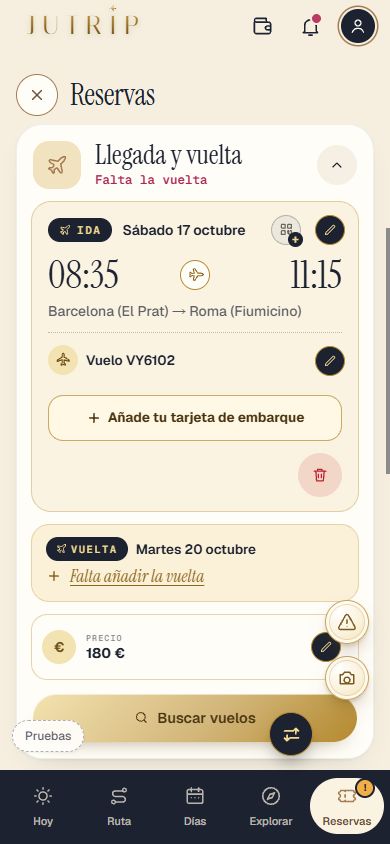 JUTRIP
Reservas
Llegada y vuelta
Falta la vuelta
IDA Sábado 17 octubre
08:35 11:15
Barcelona (El Prat) → Roma (Fiumicino)
Vuelo VY6102
+ Añade tu tarjeta de embarque
VUELTA Martes 20 octubre
+ Falta añadir la vuelta
€ PRECIO
180 €
Buscar vuelos
Pruebas
!
Hoy Ruta Días Explorar Reservas